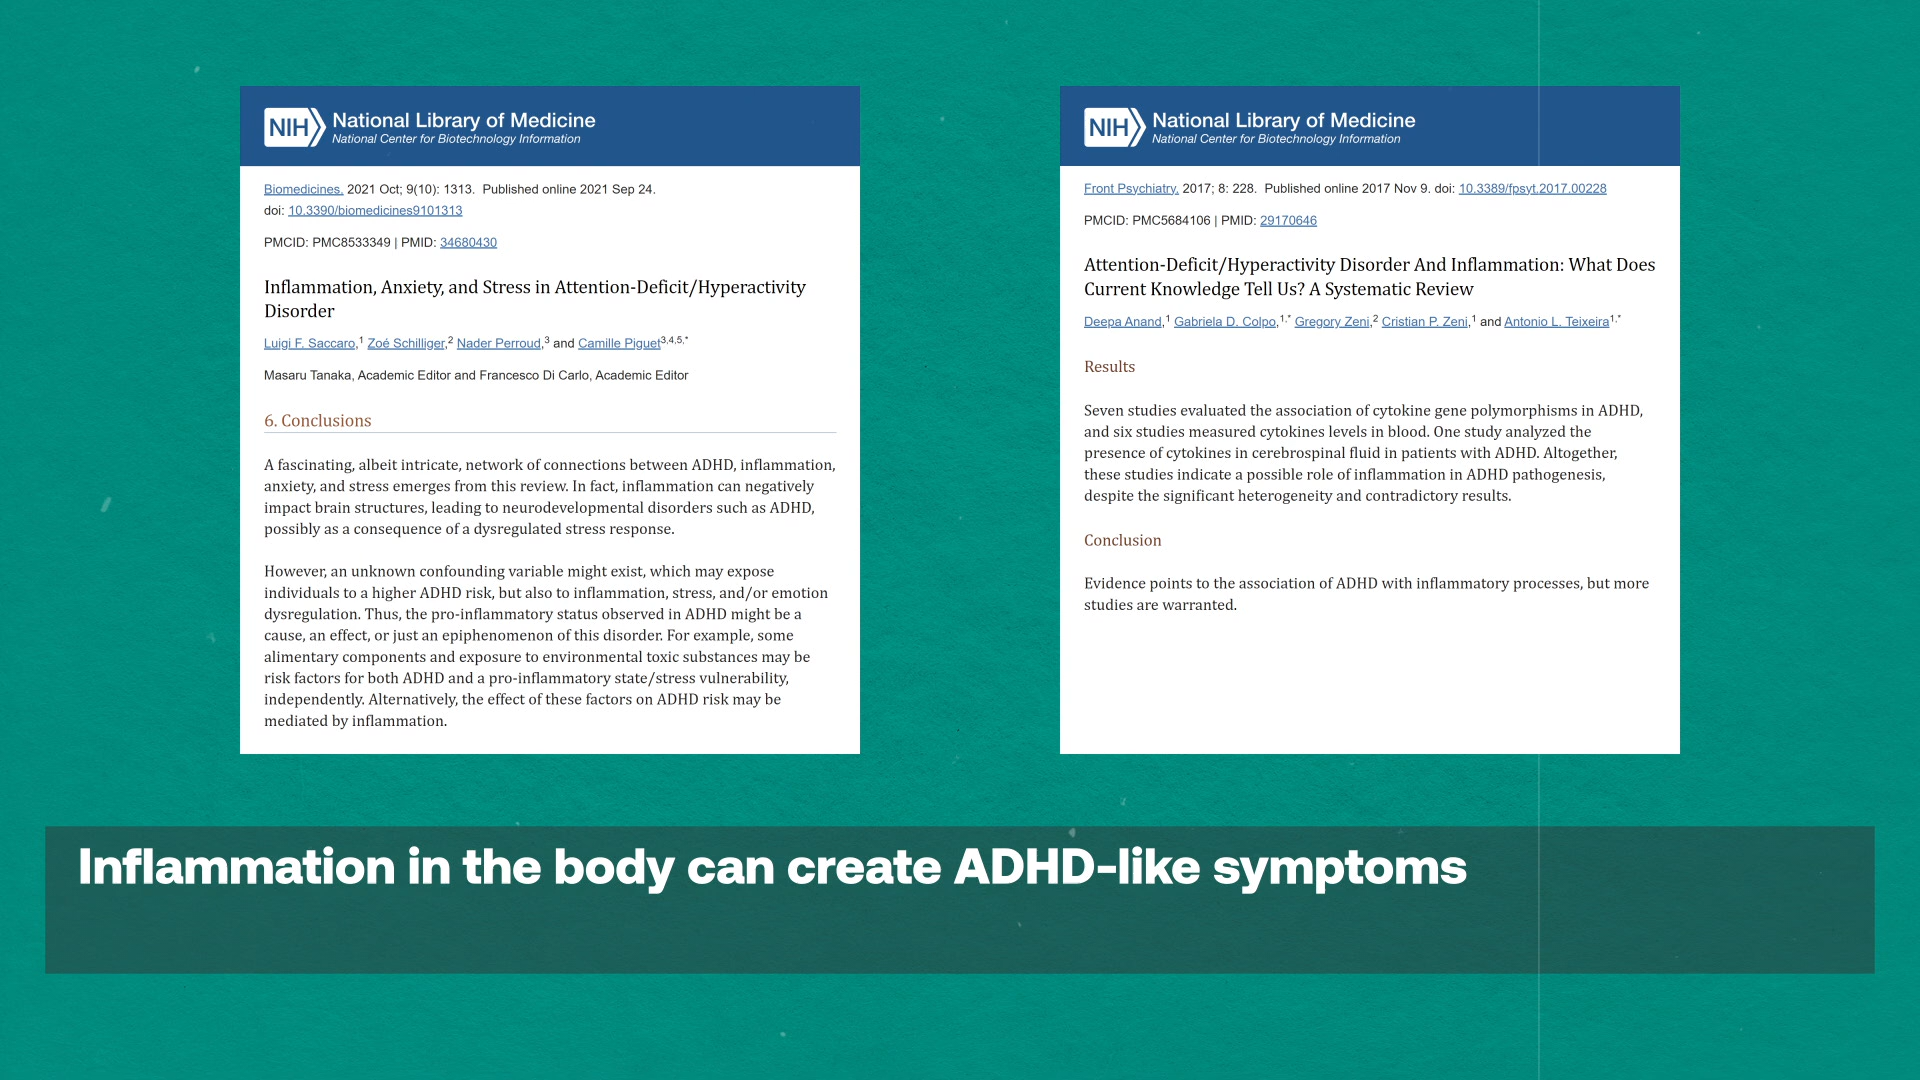 NIH National Library of Medicine
National Center for Biotechnology Information
Biomedicines. 2021 Oct; 9(10): 1313. Published online 2021 Sep 24.
doi: 10.3390/biomedicines9101313
PMCID: PMC8533349 | PMID: 34680430
Inflammation, Anxiety, and Stress in Attention-Deficit/Hyperactivity
Disorder
Luigi F. Saccaro,1 Zoé Schilliger,2 Nader Perroud,3 and Camille Piguet3,4,5,*
Masaru Tanaka, Academic Editor and Francesco Di Carlo, Academic Editor
6. Conclusions
A fascinating, albeit intricate, network of connections between ADHD, inflammation,
anxiety, and stress emerges from this review. In fact, inflammation can negatively
impact brain structures, leading to neurodevelopmental disorders such as ADHD,
possibly as a consequence of a dysregulated stress response.
However, an unknown confounding variable might exist, which may expose
individuals to a higher ADHD risk, but also to inflammation, stress, and/or emotion
dysregulation. Thus, the pro-inflammatory status observed in ADHD might be a
cause, an effect, or just an epiphenomenon of this disorder. For example, some
alimentary components and exposure to environmental toxic substances may be
risk factors for both ADHD and a pro-inflammatory state/stress vulnerability,
independently. Alternatively, the effect of these factors on ADHD risk may be
mediated by inflammation.
NIH National Library of Medicine
National Center for Biotechnology Information
Front Psychiatry. 2017; 8: 228. Published online 2017 Nov 9. doi: 10.3389/fpsyt.2017.00228
PMCID: PMC5684106 | PMID: 29170646
Attention-Deficit/Hyperactivity Disorder And Inflammation: What Does
Current Knowledge Tell Us? A Systematic Review
Deepa Anand,1 Gabriela D. Colpo,1,* Gregory Zeni,2 Cristian P. Zeni,1 and Antonio L. Teixeira1,*
Results
Seven studies evaluated the association of cytokine gene polymorphisms in ADHD,
and six studies measured cytokines levels in blood. One study analyzed the
presence of cytokines in cerebrospinal fluid in patients with ADHD. Altogether,
these studies indicate a possible role of inflammation in ADHD pathogenesis,
despite the significant heterogeneity and contradictory results.
Conclusion
Evidence points to the association of ADHD with inflammatory processes, but more
studies are warranted.
Inflammation in the body can create ADHD-like symptoms